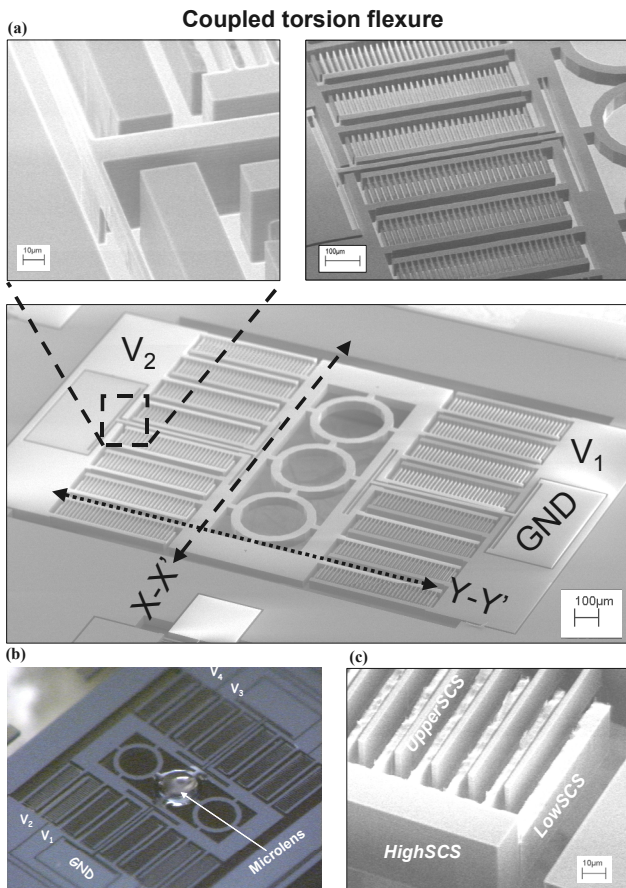 Coupled torsion flexure
(a)
10µm
100µm
V2
V1
GND
X-X'
Y-Y'
100µm
(b)
V4
V3
V2
V1
GND
Microlens
(c)
UpperSCS
LowSCS
HighSCS
10µm